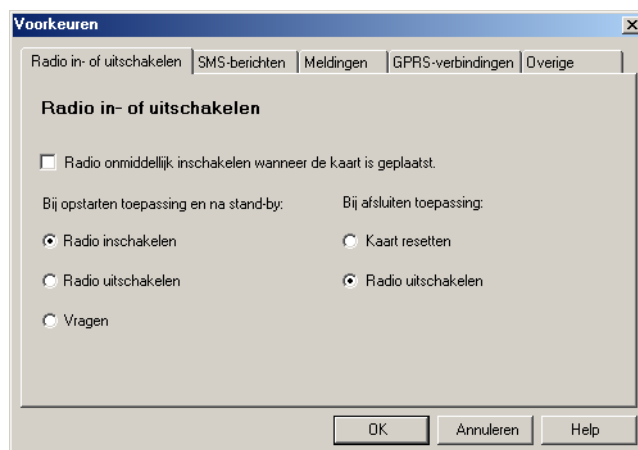 Voorkeuren
Radio in- of uitschakelen SMS-berichten Meldingen GPRS-verbindingen Overige
Radio in- of uitschakelen
Radio onmiddellijk inschakelen wanneer de kaart is geplaatst.
Bij opstarten toepassing en na stand-by: Bij afsluiten toepassing:
Radio inschakelen Kaart resetten
Radio uitschakelen Radio uitschakelen
Vragen
OK Annuleren Help